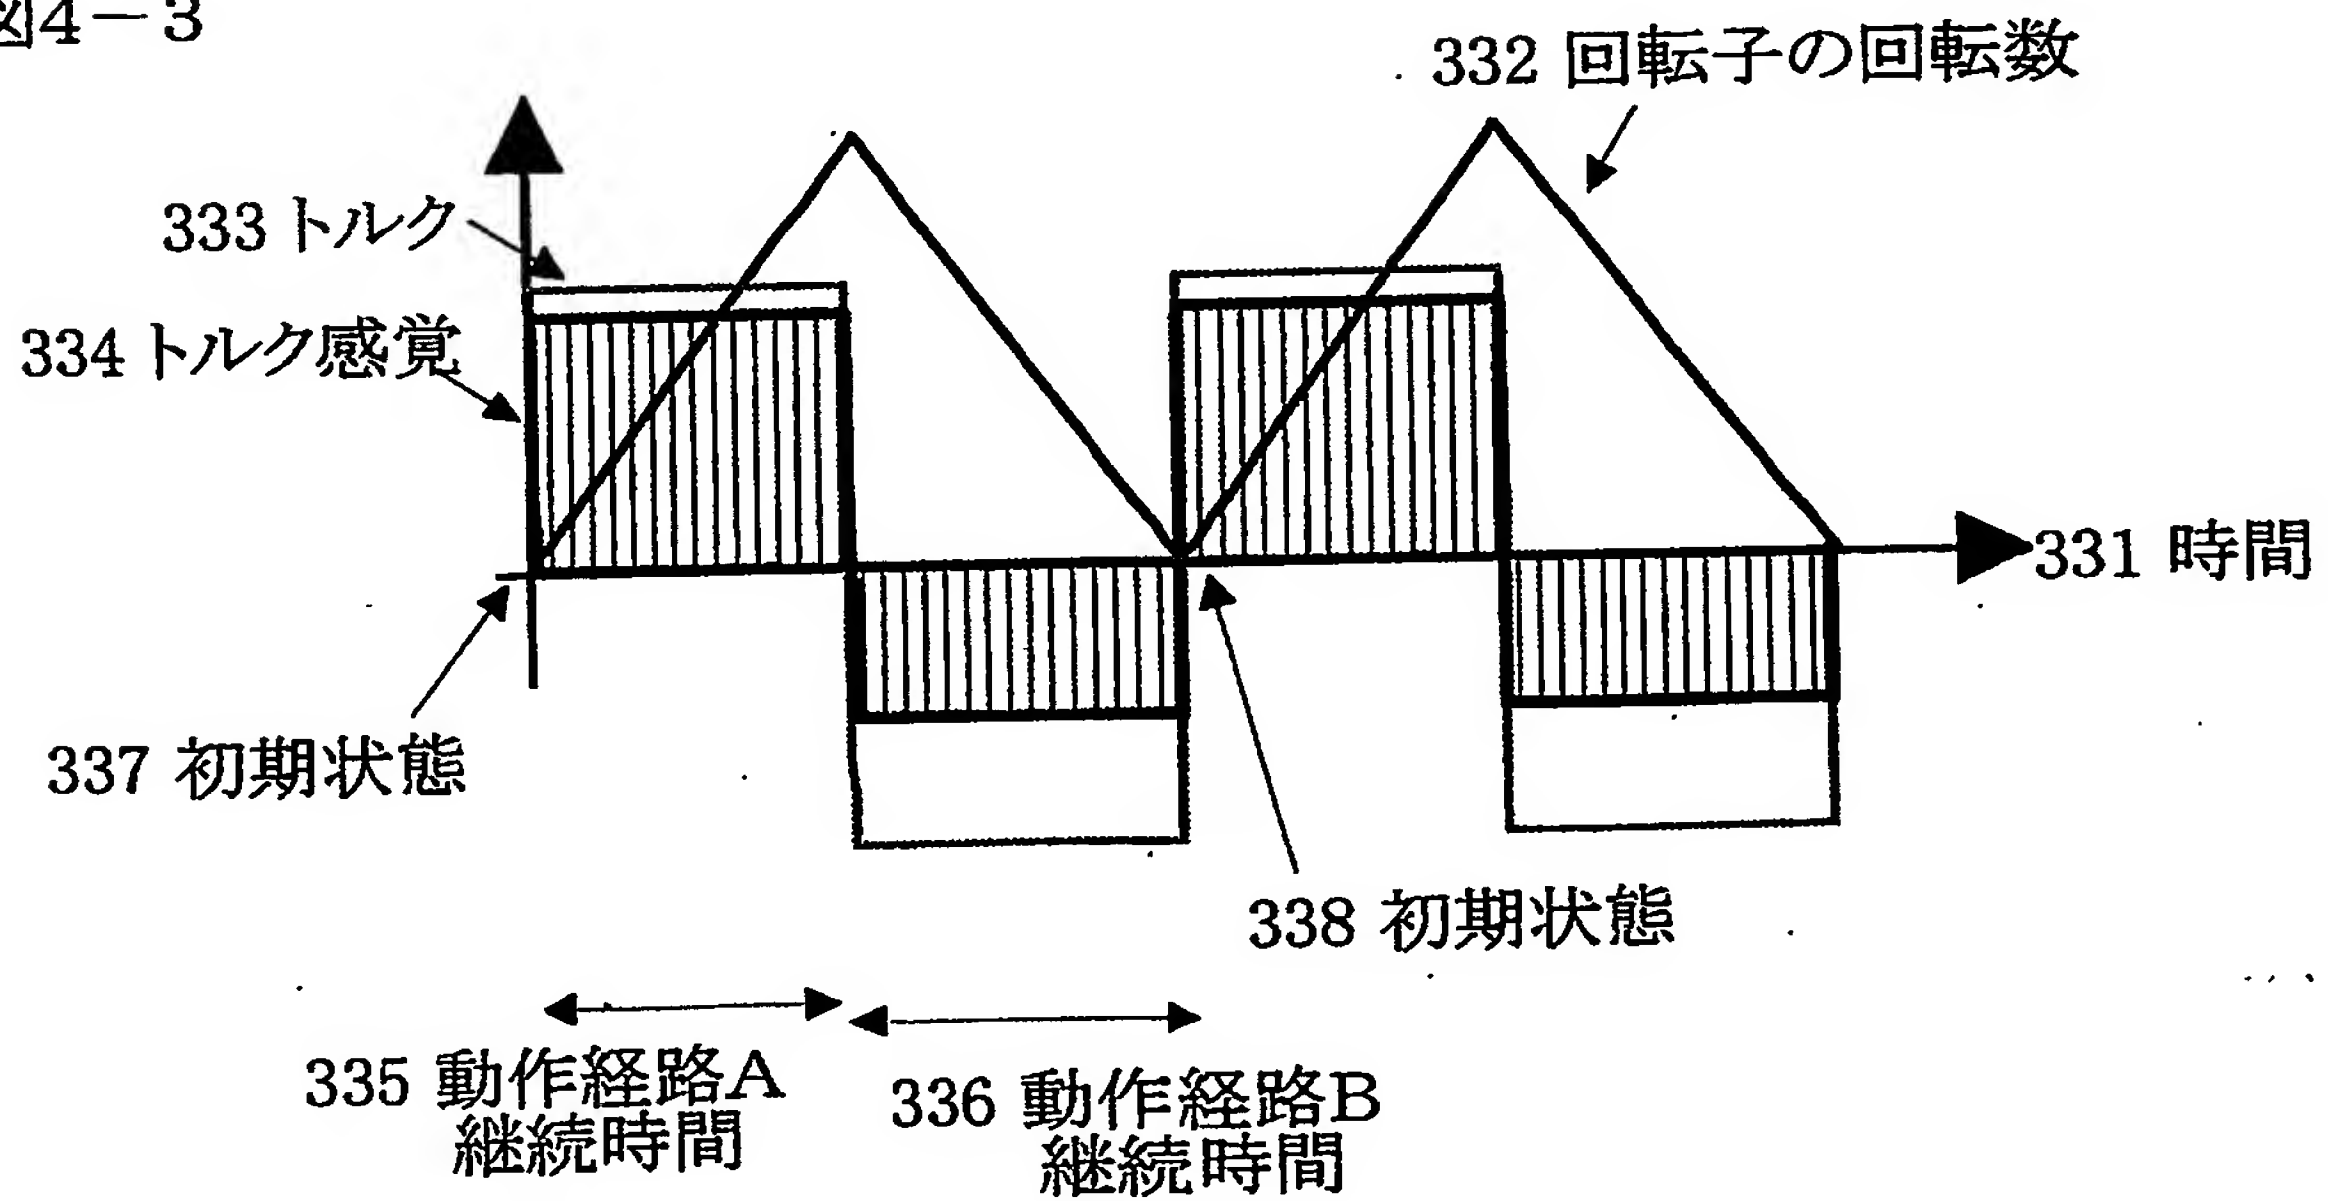 図4－3
332 回転子の回転数
333 トルク
334 トルク感覚
331 時間
337 初期状態
338 初期状態
335 動作経路A
継続時間
336 動作経路B
継続時間